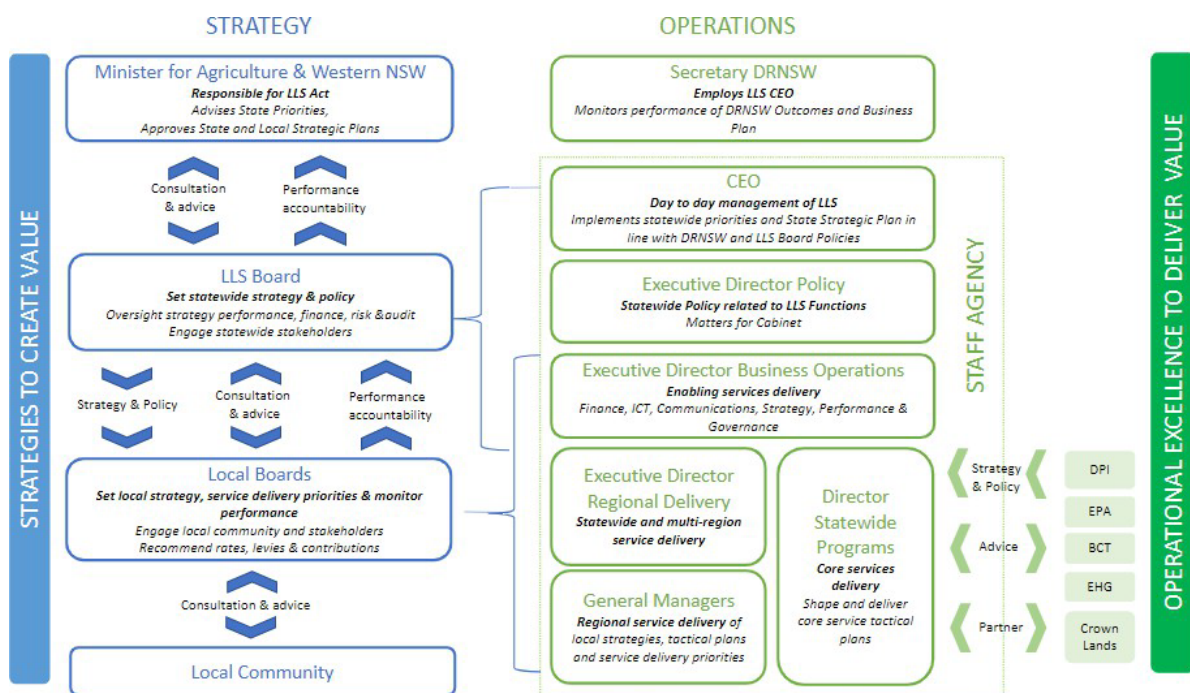 STRATEGY
OPERATIONS
STRATEGIES TO CREATE VALUE
Minister for Agriculture & Western NSW
Responsible for LLS Act
Advises State Priorities,
Approves State and Local Strategic Plans
Consultation
& advice
Performance
accountability
LLS Board
Set statewide strategy & policy
Oversight strategy performance, finance, risk &audit
Engage statewide stakeholders
Strategy & Policy
Consultation
& advice
Performance
accountability
Local Boards
Set local strategy, service delivery priorities & monitor
performance
Engage local community and stakeholders
Recommend rates, levies & contributions
Consultation & advice
Local Community
Secretary DRNSW
Employs LLS CEO
Monitors performance of DRNSW Outcomes and Business
Plan
CEO
Day to day management of LLS
Implements statewide priorities and State Strategic Plan in
line with DRNSW and LLS Board Policies
Executive Director Policy
Statewide Policy related to LLS Functions
Matters for Cabinet
Executive Director Business Operations
Enabling services delivery
Finance, ICT, Communications, Strategy, Performance &
Governance
Executive Director
Regional Delivery
Statewide and multi-region
service delivery
General Managers
Regional service delivery of
local strategies, tactical plans
and service delivery priorities
Director
Statewide
Programs
Core services
delivery
Shape and deliver
core service tactical
plans
STAFF AGENCY
Strategy
& Policy
Advice
Partner
DPI
EPA
BCT
EHG
Crown
Lands
OPERATIONAL EXCELLENCE TO DELIVER VALUE